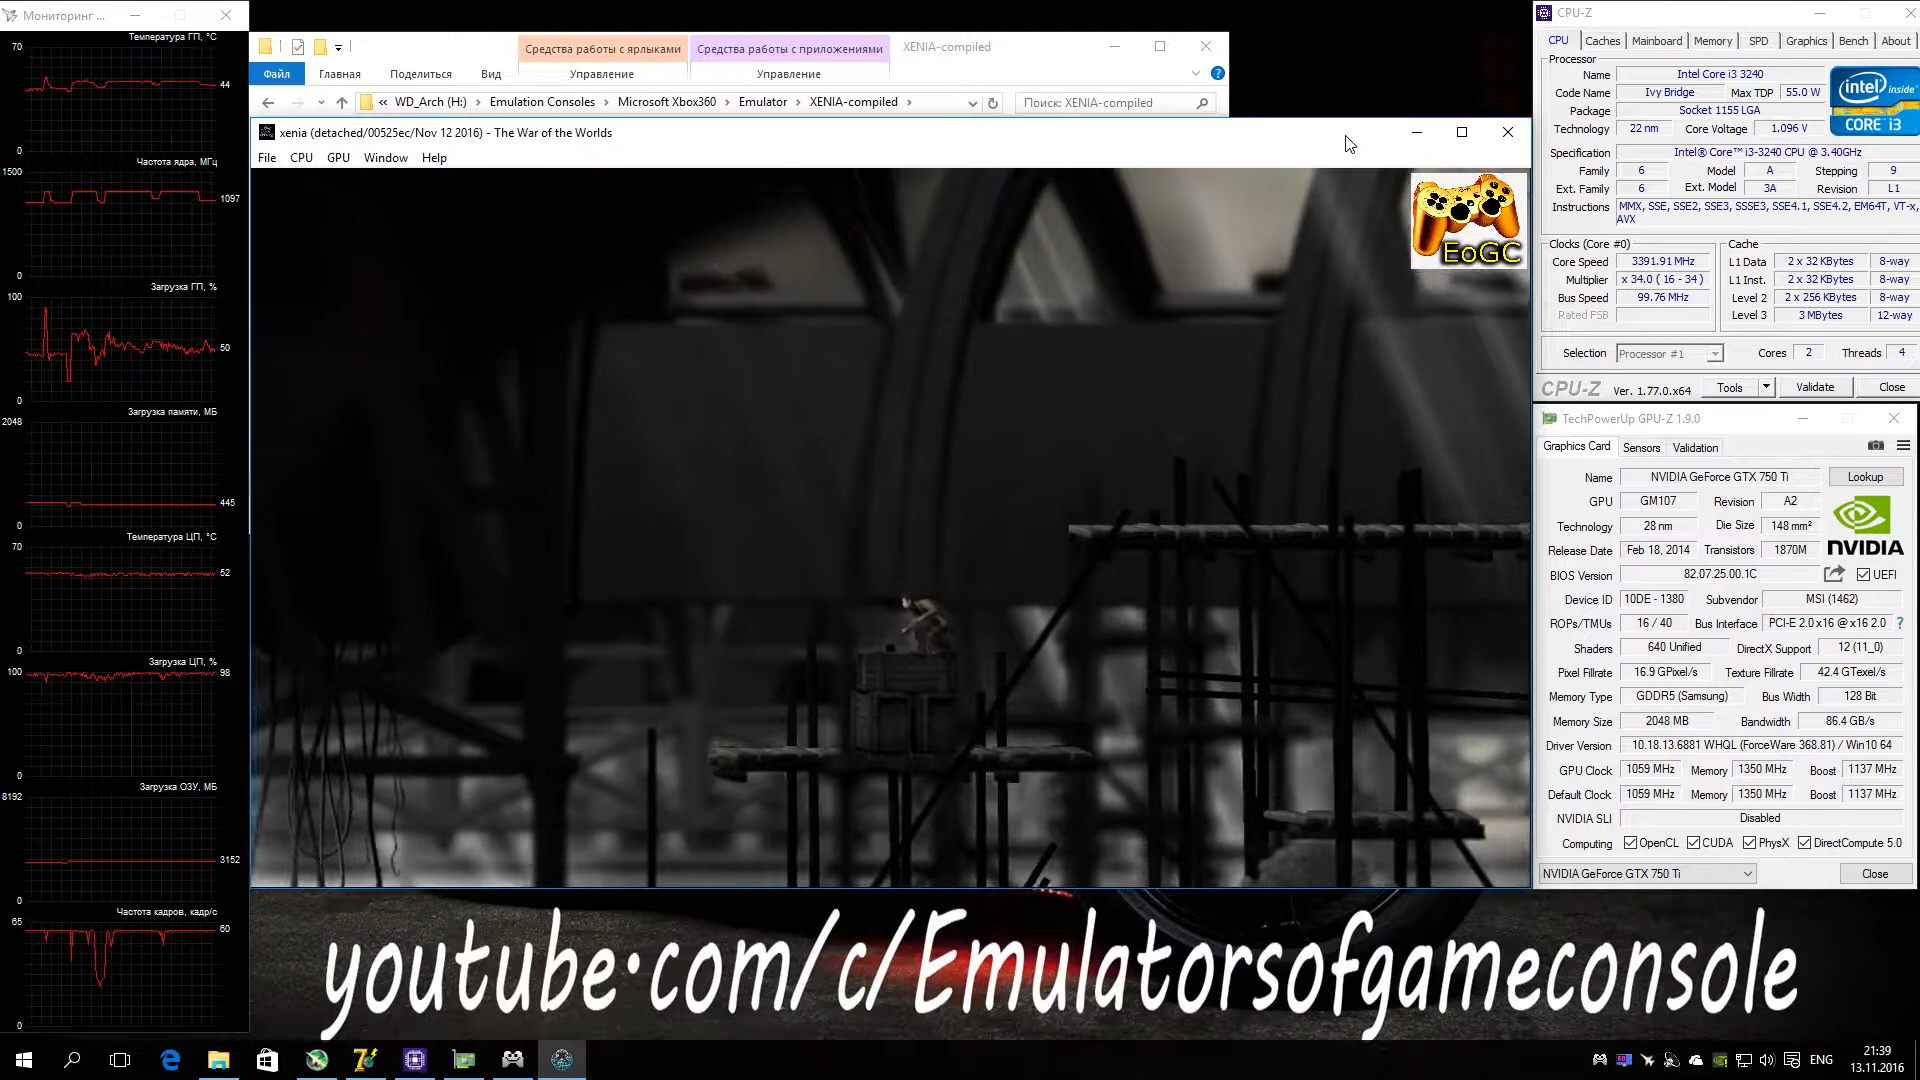 Мониторинг ...
Температура ГП, °C
70
44
0
Частота ядра, МГц
1500
1097
0
Загрузка ГП, %
100
50
0
Загрузка памяти, МБ
2048
445
0
Температура ЦП, °C
70
52
0
Загрузка ЦП, %
100
98
0
Загрузка ОЗУ, МБ
8192
3152
0
Частота кадров, кадр/с
65
60
0
Средства работы с ярлыками
Средства работы с приложениями
XENIA-compiled
Файл
Главная
Поделиться
Вид
Управление
Управление
« WD_Arch (H:) › Emulation Consoles › Microsoft Xbox360 › Emulator › XENIA-compiled ›
Поиск: XENIA-compiled
xenia (detached/00525ec/Nov 12 2016) - The War of the Worlds
File CPU GPU Window Help
EoGC
CPU-Z
CPU Caches Mainboard Memory SPD Graphics Bench About
Processor
Name Intel Core i3 3240
Code Name Ivy Bridge Max TDP 55.0 W
Package Socket 1155 LGA
Technology 22 nm Core Voltage 1.096 V
intel inside™
CORE i3
Specification Intel® Core™ i3-3240 CPU @ 3.40GHz
Family 6 Model A Stepping 9
Ext. Family 6 Ext. Model 3A Revision L1
Instructions MMX, SSE, SSE2, SSE3, SSSE3, SSE4.1, SSE4.2, EM64T, VT-x,
AVX
Clocks (Core #0)
Cache
Core Speed 3391.91 MHz L1 Data 2 x 32 KBytes 8-way
Multiplier x 34.0 ( 16 - 34 ) L1 Inst. 2 x 32 KBytes 8-way
Bus Speed 99.76 MHz Level 2 2 x 256 KBytes 8-way
Rated FSB Level 3 3 MBytes 12-way
Selection Processor #1 Cores 2 Threads 4
CPU-Z Ver. 1.77.0.x64 Tools Validate Close
TechPowerUp GPU-Z 1.9.0
Graphics Card Sensors Validation
Name NVIDIA GeForce GTX 750 Ti Lookup
GPU GM107 Revision A2
Technology 28 nm Die Size 148 mm²
Release Date Feb 18, 2014 Transistors 1870M
NVIDIA
BIOS Version 82.07.25.00.1C UEFI
Device ID 10DE - 1380 Subvendor MSI (1462)
ROPs/TMUs 16 / 40 Bus Interface PCI-E 2.0 x16 @ x16 2.0 ?
Shaders 640 Unified DirectX Support 12 (11_0)
Pixel Fillrate 16.9 GPixel/s Texture Fillrate 42.4 GTexel/s
Memory Type GDDR5 (Samsung) Bus Width 128 Bit
Memory Size 2048 MB Bandwidth 86.4 GB/s
Driver Version 10.18.13.6881 WHQL (ForceWare 368.81) / Win10 64
GPU Clock 1059 MHz Memory 1350 MHz Boost 1137 MHz
Default Clock 1059 MHz Memory 1350 MHz Boost 1137 MHz
NVIDIA SLI Disabled
Computing OpenCL CUDA PhysX DirectCompute 5.0
NVIDIA GeForce GTX 750 Ti Close
youtube.com/c/Emulatorsofgameconsole
ENG
21:39
13.11.2016